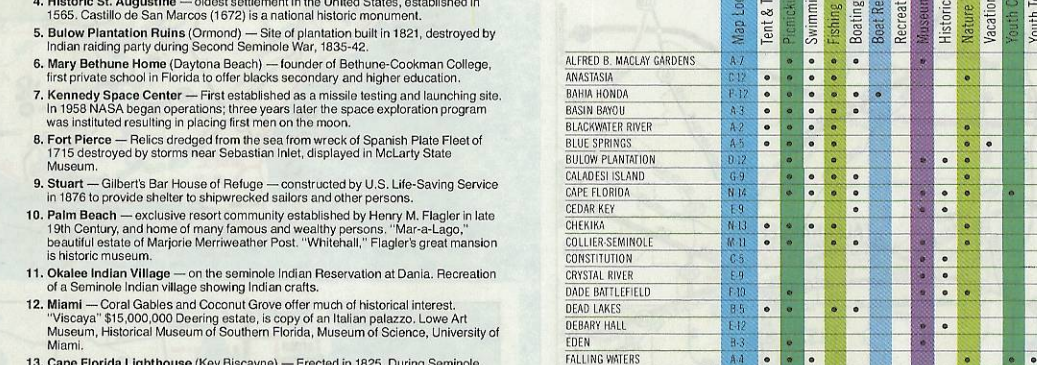 4. Historic St. Augustine — oldest settlement in the United States, established in
1565. Castillo de San Marcos (1672) is a national historic monument.
5. Bulow Plantation Ruins (Ormond) — Site of plantation built in 1821, destroyed by
Indian raiding party during Second Seminole War, 1835-42.
6. Mary Bethune Home (Daytona Beach) — founder of Bethune-Cookman College,
first private school in Florida to offer blacks secondary and higher education.
7. Kennedy Space Center — First established as a missile testing and launching site.
In 1958 NASA began operations; three years later the space exploration program
was instituted resulting in placing first men on the moon.
8. Fort Pierce — Relics dredged from the sea from wreck of Spanish Plate Fleet of
1715 destroyed by storms near Sebastian Inlet, displayed in McLarty State
Museum.
9. Stuart — Gilbert's Bar House of Refuge — constructed by U.S. Life-Saving Service
in 1876 to provide shelter to shipwrecked sailors and other persons.
10. Palm Beach — exclusive resort community established by Henry M. Flagler in late
19th Century, and home of many famous and wealthy persons. "Mar-a-Lago,"
beautiful estate of Marjorie Merriweather Post. "Whitehall," Flagler's great mansion
is historic museum.
11. Okalee Indian Village — on the seminole Indian Reservation at Dania. Recreation
of a Seminole Indian village showing Indian crafts.
12. Miami — Coral Gables and Coconut Grove offer much of historical interest.
"Viscaya" $15,000,000 Deering estate, is copy of an Italian palazzo. Lowe Art
Museum, Historical Museum of Southern Florida, Museum of Science, University of
Miami.
13. Cape Florida Lighthouse (Key Biscayne) — Erected in 1825. During Seminole
Map Loc
Tent & T
Picnicki
Swimmi
Fishing
Boating
Boat Re
Recreat
Museum
Historic
Nature
Vacatio
Youth C
Youth T
ALFRED B. MACLAY GARDENS A-7
ANASTASIA C-12
BAHIA HONDA P-12
BASIN BAYOU A-3
BLACKWATER RIVER A-2
BLUE SPRINGS A-5
BULOW PLANTATION D-12
CALADESI ISLAND G-9
CAPE FLORIDA N-14
CEDAR KEY E-9
CHEKIKA N-13
COLLIER-SEMINOLE M-11
CONSTITUTION C-5
CRYSTAL RIVER E-9
DADE BATTLEFIELD F-10
DEAD LAKES B-5
DEBARY HALL E-12
EDEN B-3
FALLING WATERS A-4